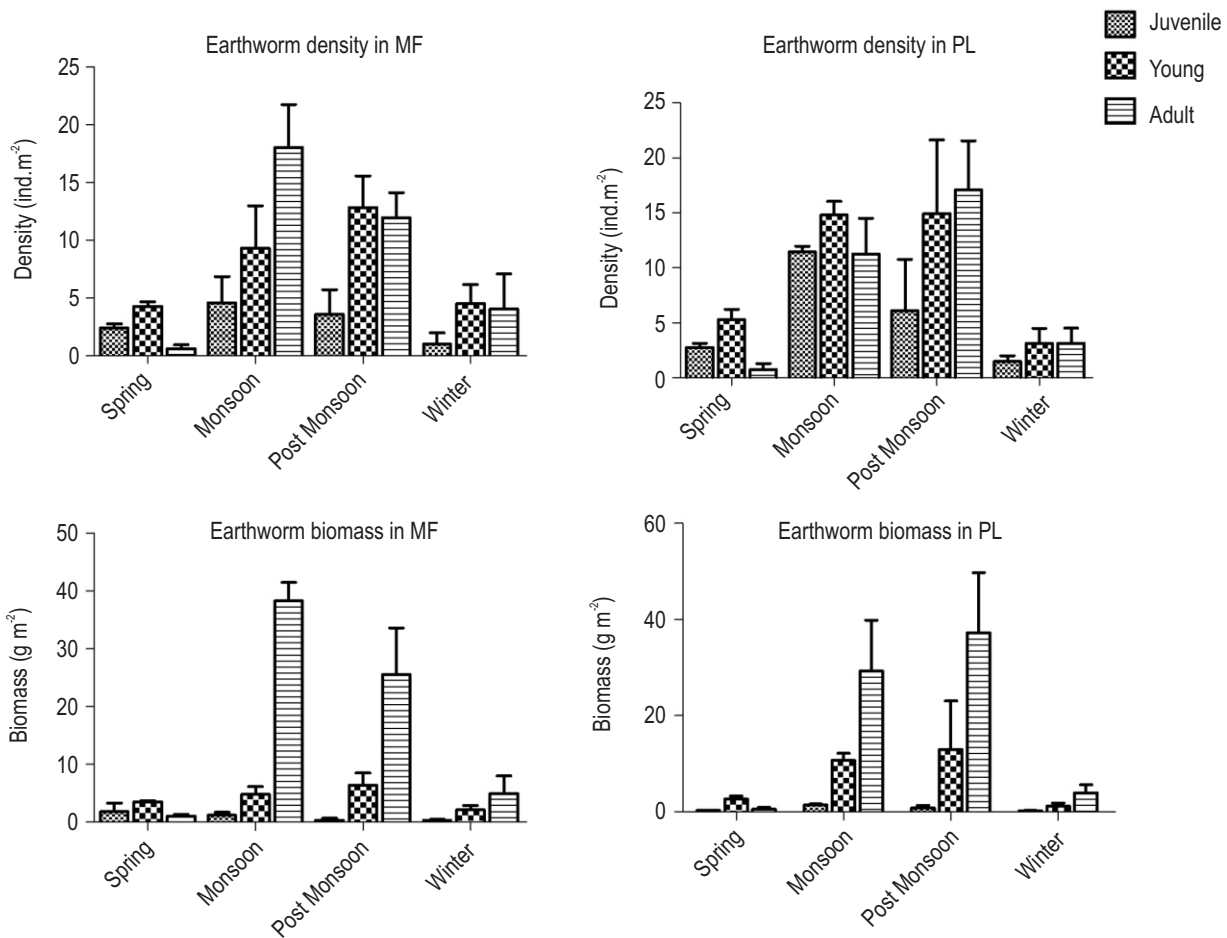 Juvenile
Young
Adult
Earthworm density in MF
Density (ind.m-2)
25
20
15
10
5
0
Spring
Monsoon
Post Monsoon
Winter
Earthworm density in PL
Density (ind.m-2)
25
20
15
10
5
0
Spring
Monsoon
Post Monsoon
Winter
Earthworm biomass in MF
Biomass (g m-2)
50
40
30
20
10
0
Spring
Monsoon
Post Monsoon
Winter
Earthworm biomass in PL
Biomass (g m-2)
60
40
20
0
Spring
Monsoon
Post Monsoon
Winter